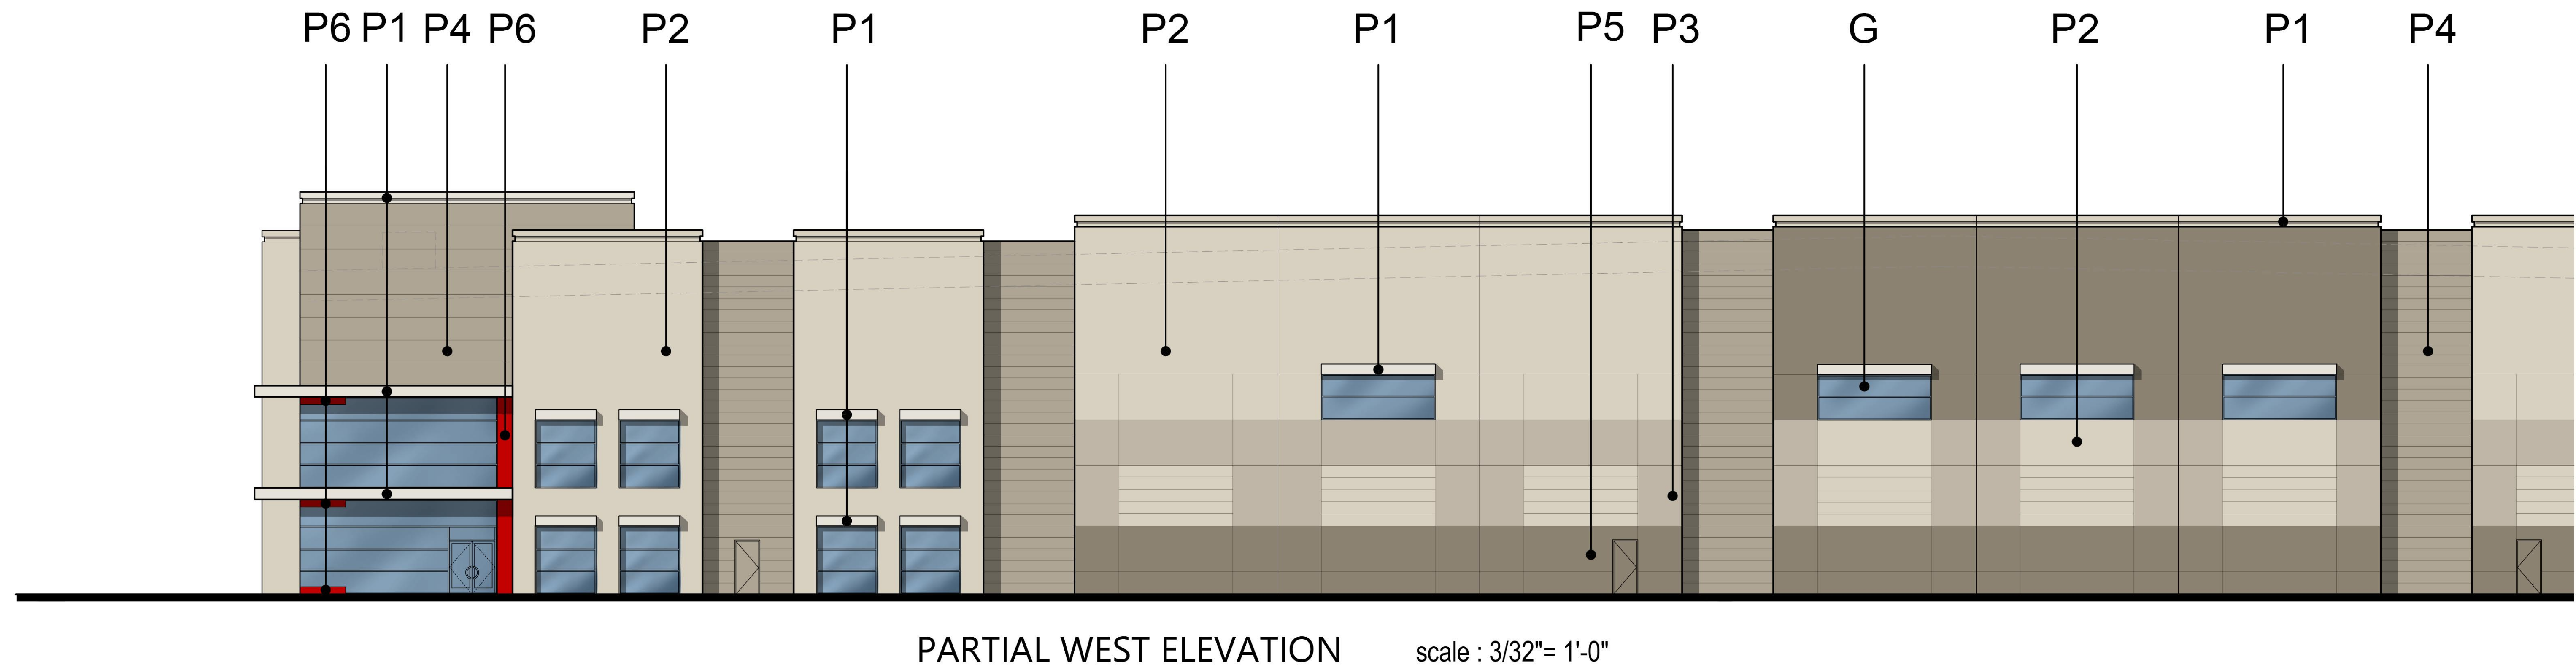 P6 P1 P4 P6 P2 P1 P2 P1 P5 P3 G P2 P1 P4
PARTIAL WEST ELEVATION scale : 3/32"= 1'-0"